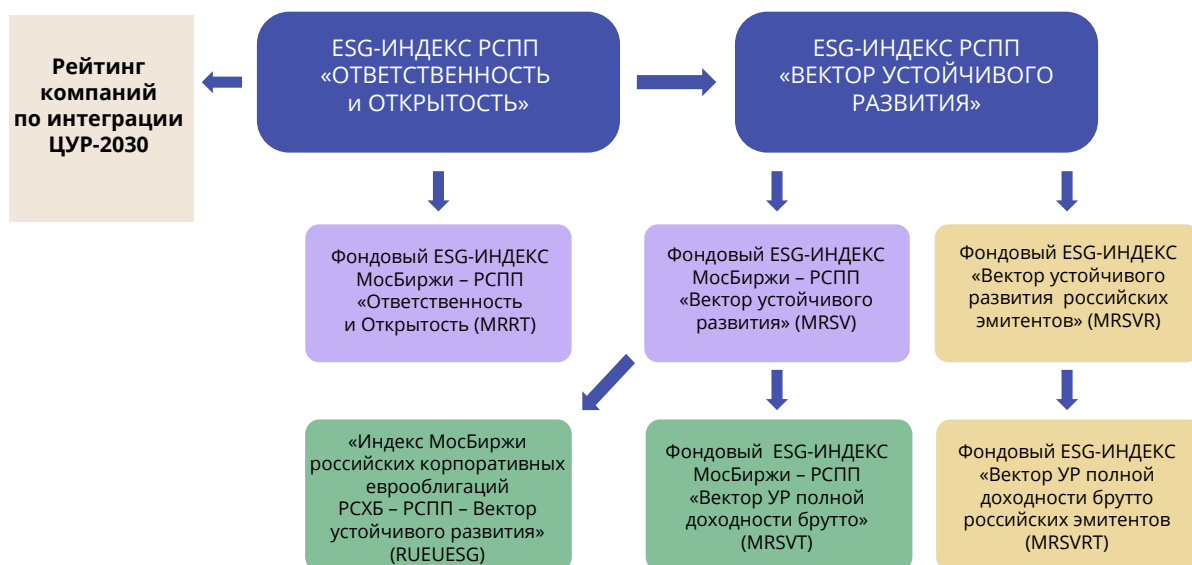 Рейтинг
компаний
по интеграции
ЦУР-2030
ESG-ИНДЕКС РСПП
«ОТВЕТСТВЕННОСТЬ
и ОТКРЫТОСТЬ»
ESG-ИНДЕКС РСПП
«ВЕКТОР УСТОЙЧИВОГО
РАЗВИТИЯ»
Фондовый ESG-ИНДЕКС
МосБиржи – РСПП
«Ответственность
и Открытость (MRRT)
Фондовый ESG-ИНДЕКС
МосБиржи – РСПП
«Вектор устойчивого
развития» (MRSV)
Фондовый ESG-ИНДЕКС
«Вектор устойчивого
развития российских
эмитентов» (MRSVR)
«Индекс МосБиржи
российских корпоративных
еврооблигаций
РСХБ – РСПП – Вектор
устойчивого развития»
(RUEUESG)
Фондовый ESG-ИНДЕКС
МосБиржи – РСПП
«Вектор УР полной
доходности брутто»
(MRSVT)
Фондовый ESG-ИНДЕКС
«Вектор УР полной
доходности брутто
российских эмитентов
(MRSVRT)